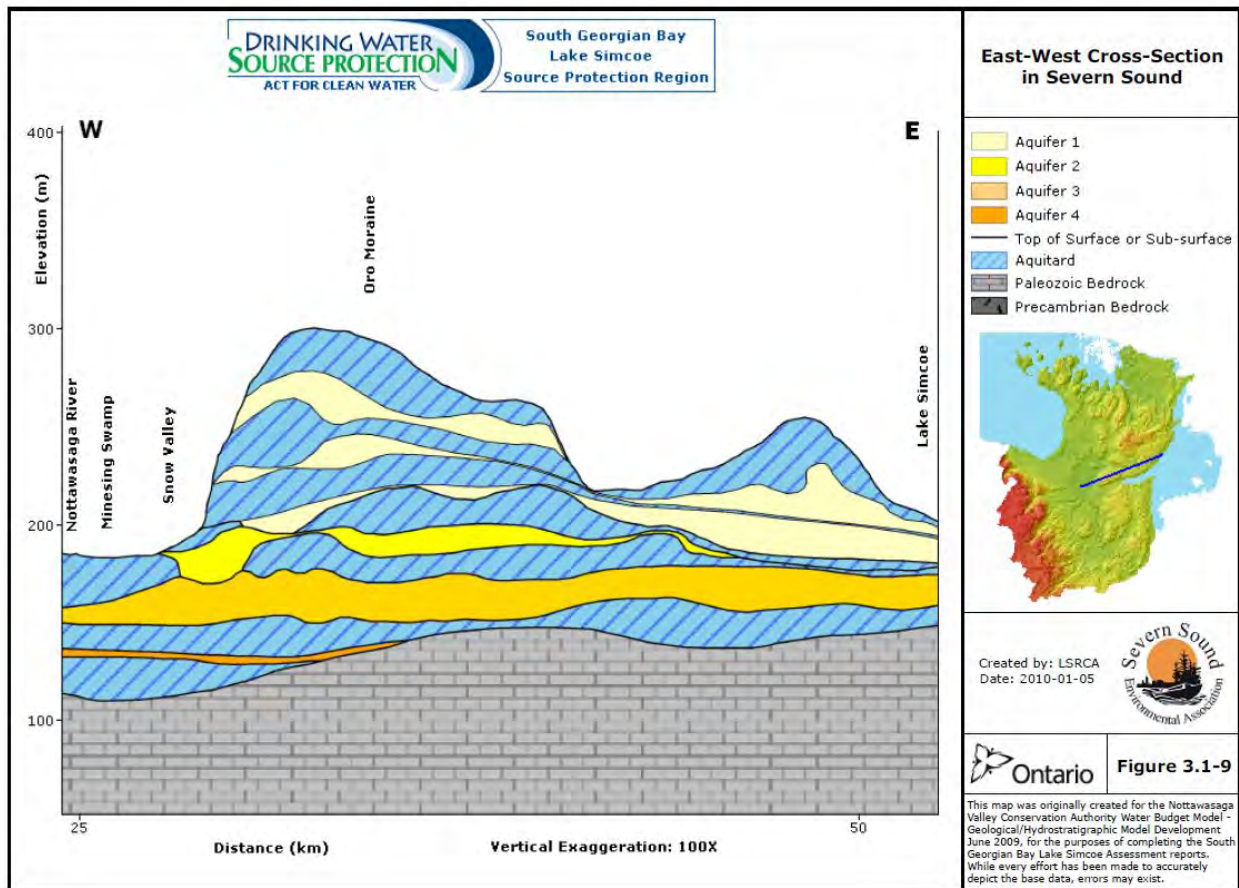 DRINKING WATER
SOURCE PROTECTION
ACT FOR CLEAN WATER
South Georgian Bay
Lake Simcoe
Source Protection Region
East-West Cross-Section
in Severn Sound
W
E
400
300
200
100
Elevation (m)
Nottawasaga River
Minesing Swamp
Snow Valley
Oro Moraine
Lake Simcoe
25
50
Distance (km)
Vertical Exaggeration: 100X
Aquifer 1
Aquifer 2
Aquifer 3
Aquifer 4
Top of Surface or Sub-surface
Aquitard
Paleozoic Bedrock
Precambrian Bedrock
Created by: LSRCA
Date: 2010-01-05
Severn Sound
Environmental Association
Ontario
Figure 3.1-9
This map was originally created for the Nottawasaga
Valley Conservation Authority Water Budget Model -
Geological/Hydrostratigraphic Model Development
June 2009, for the purposes of completing the South
Georgian Bay Lake Simcoe Assessment reports.
While every effort has been made to accurately
depict the base data, errors may exist.